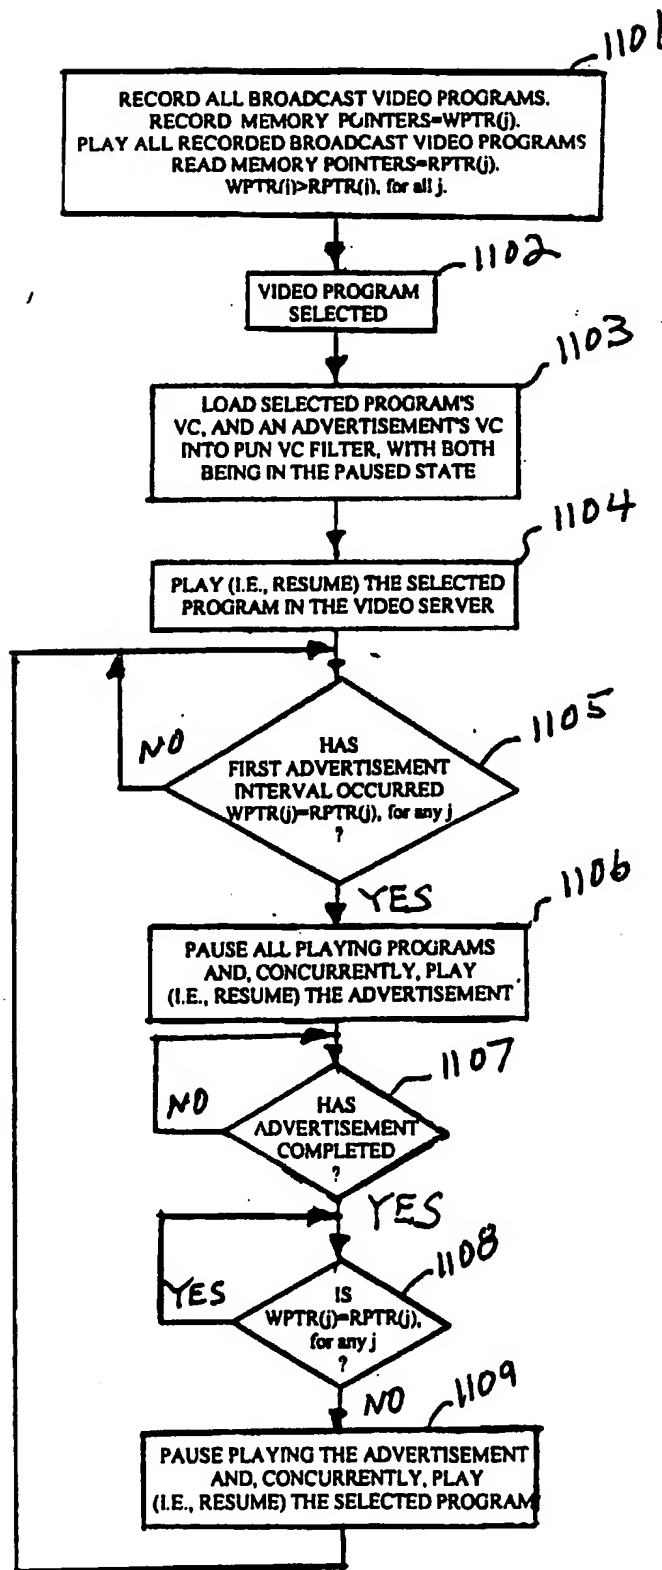 1101
RECORD ALL BROADCAST VIDEO PROGRAMS.
RECORD MEMORY POINTERS=WPTR(j).
PLAY ALL RECORDED BROADCAST VIDEO PROGRAMS
READ MEMORY POINTERS=RPTR(j).
WPTR(j)>RPTR(j), for all j.
1102
VIDEO PROGRAM
SELECTED
1103
LOAD SELECTED PROGRAM'S
VC, AND AN ADVERTISEMENT'S VC
INTO PUN VC FILTER, WITH BOTH
BEING IN THE PAUSED STATE
1104
PLAY (I.E., RESUME) THE SELECTED
PROGRAM IN THE VIDEO SERVER
1105
NO
HAS
FIRST ADVERTISEMENT
INTERVAL OCCURRED
WPTR(j)=RPTR(j), for any j
?
YES
1106
PAUSE ALL PLAYING PROGRAMS
AND, CONCURRENTLY, PLAY
(I.E., RESUME) THE ADVERTISEMENT
1107
NO
HAS
ADVERTISEMENT
COMPLETED
?
YES
1108
YES
IS
WPTR(j)=RPTR(j),
for any j
?
NO
1109
PAUSE PLAYING THE ADVERTISEMENT
AND, CONCURRENTLY, PLAY
(I.E., RESUME) THE SELECTED PROGRAM